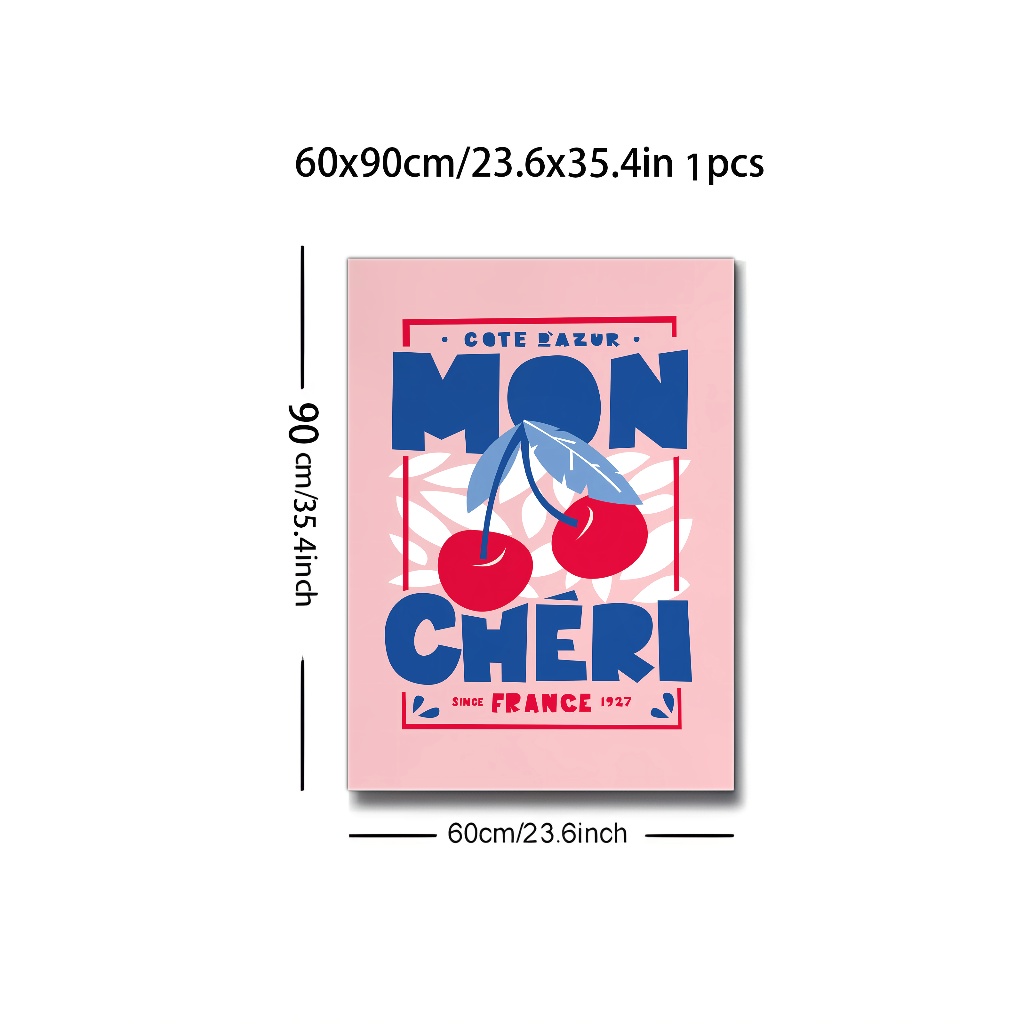 60x90cm/23.6x35.4in 1pcs
· COTE D'AZUR ·
MON
CHÉRI
SINCE FRANCE 1927
90 cm/35.4inch
60cm/23.6inch